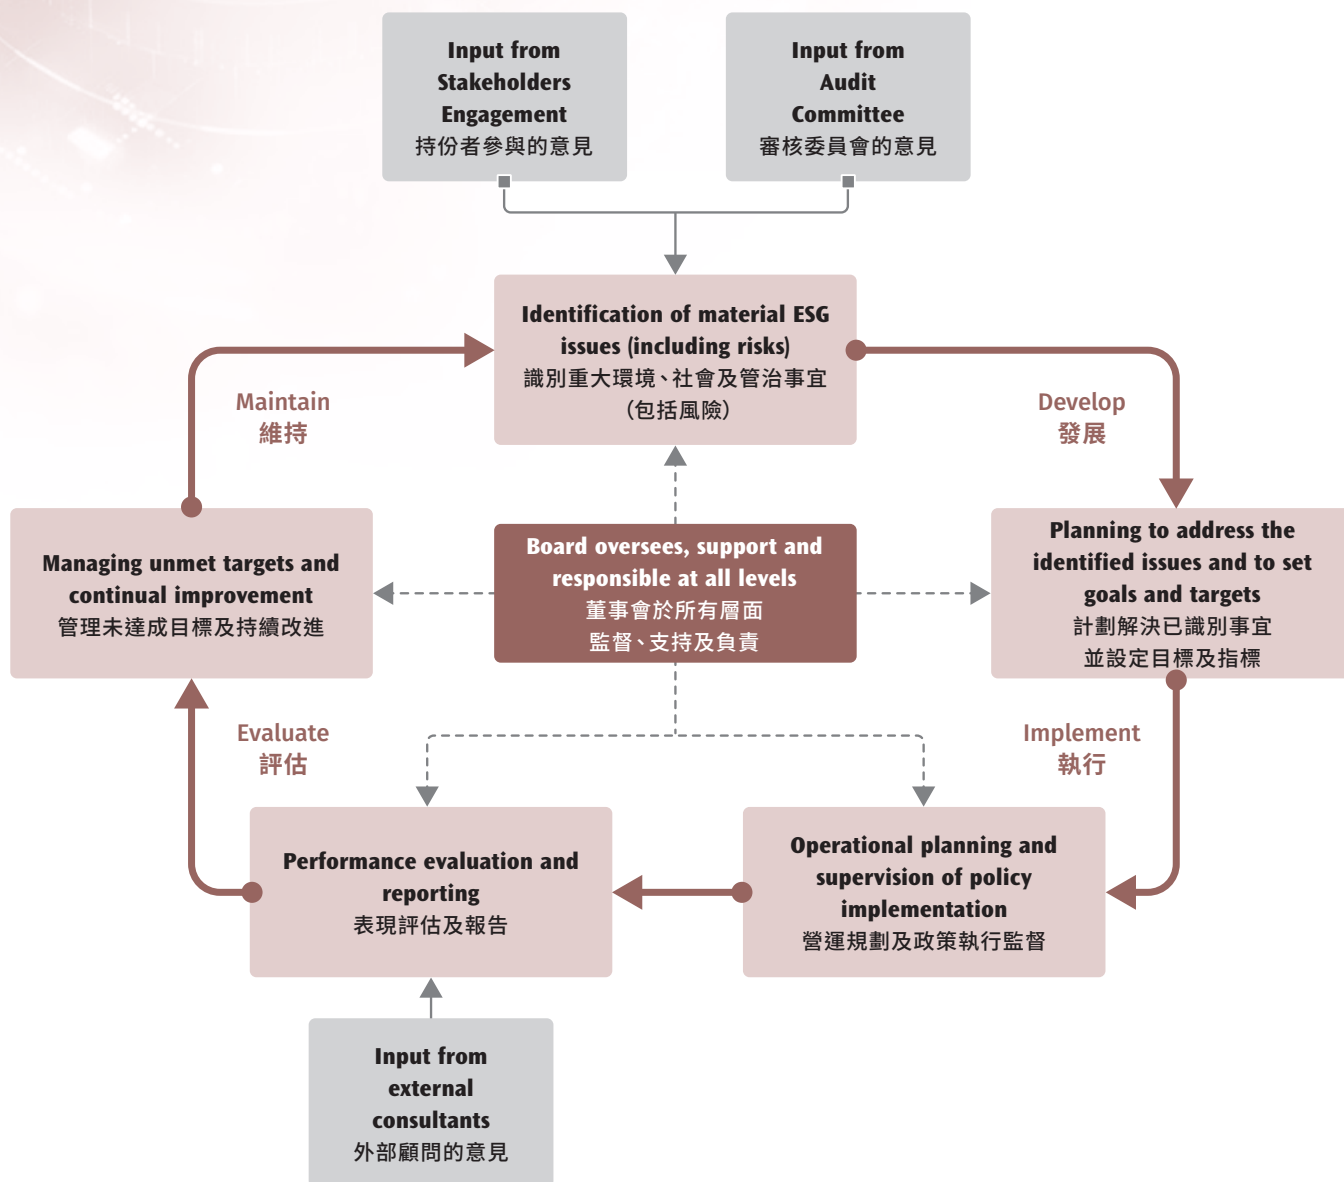 Input from
Stakeholders
Engagement
持份者參與的意見
Input from
Audit
Committee
審核委員會的意見
Identification of material ESG
issues (including risks)
識別重大環境、社會及管治事宜
（包括風險）
Maintain
維持
Develop
發展
Managing unmet targets and
continual improvement
管理未達成目標及持續改進
Board oversees, support and
responsible at all levels
董事會於所有層面
監督、支持及負責
Planning to address the
identified issues and to set
goals and targets
計劃解決已識別事宜
並設定目標及指標
Evaluate
評估
Implement
執行
Performance evaluation and
reporting
表現評估及報告
Operational planning and
supervision of policy
implementation
營運規劃及政策執行監督
Input from
external
consultants
外部顧問的意見